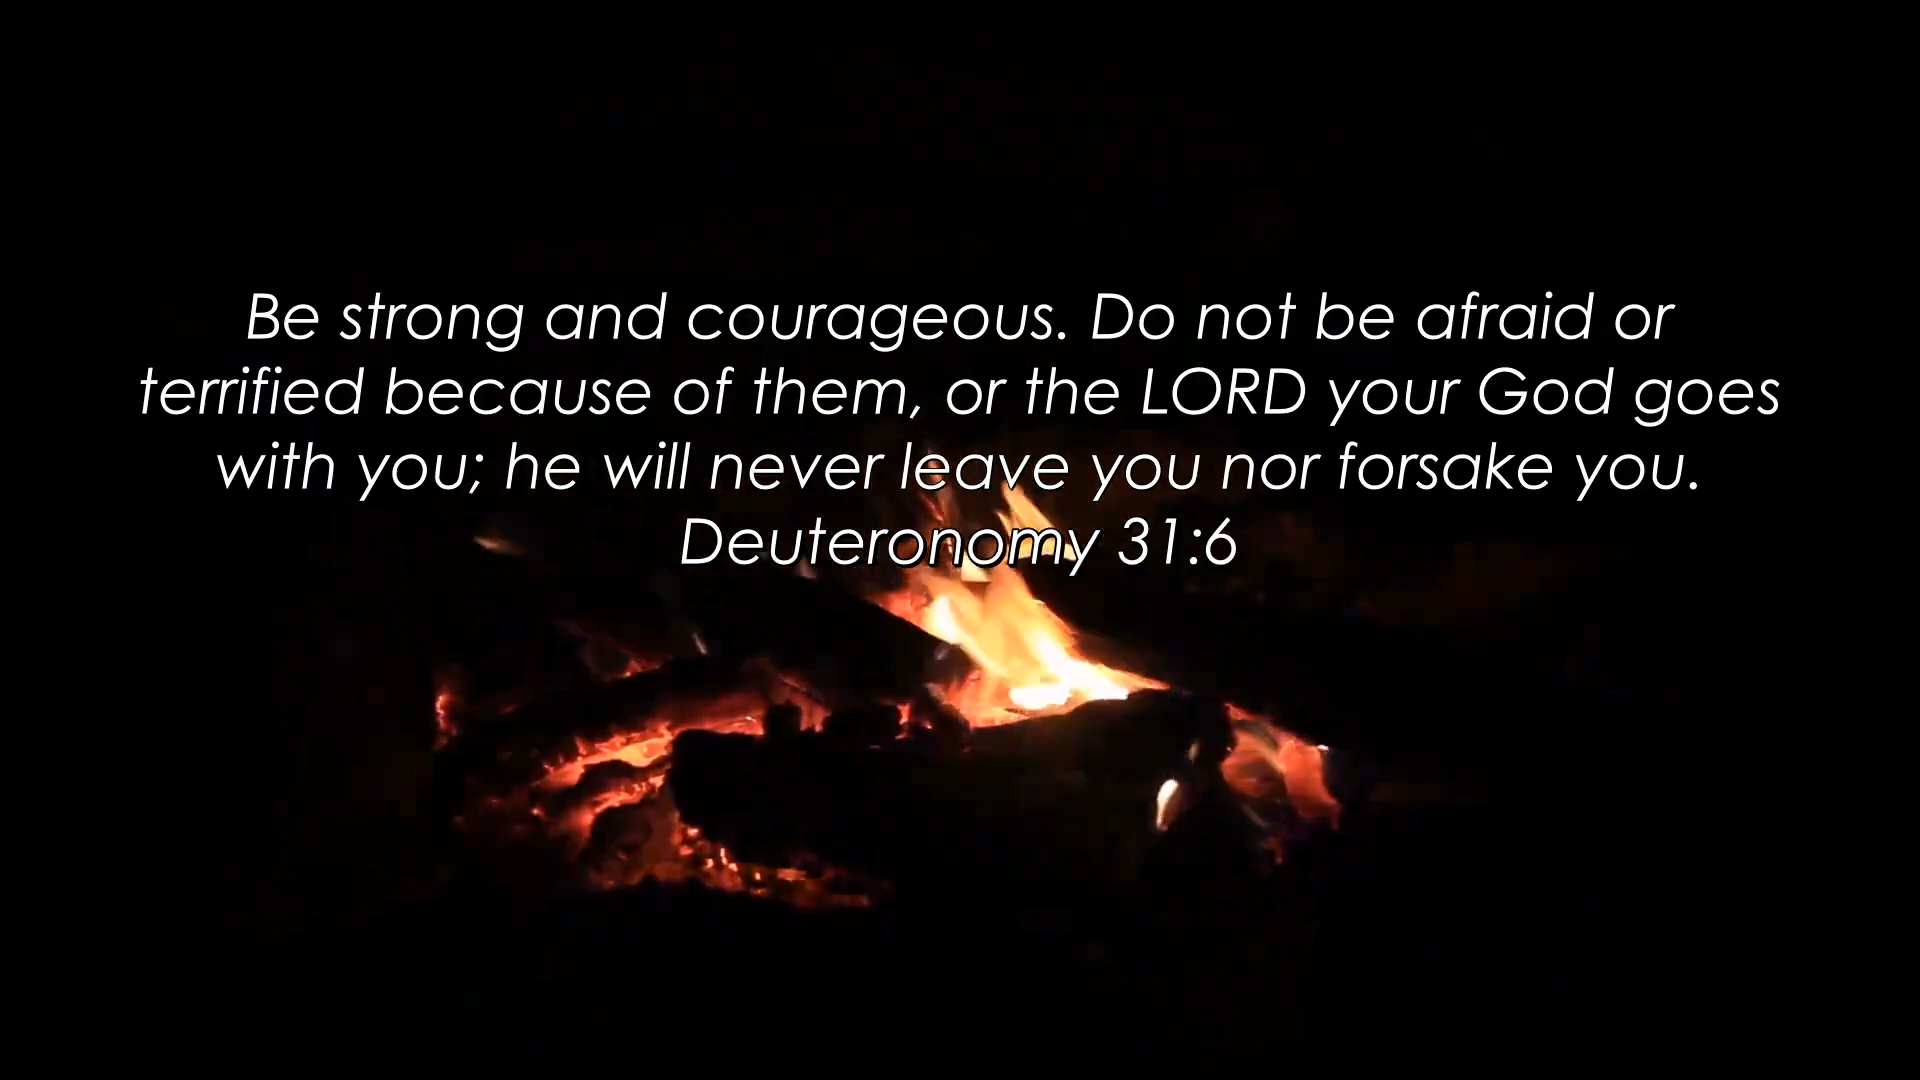 Be strong and courageous. Do not be afraid or
terrified because of them, or the LORD your God goes
with you; he will never leave you nor forsake you.
Deuteronomy 31:6